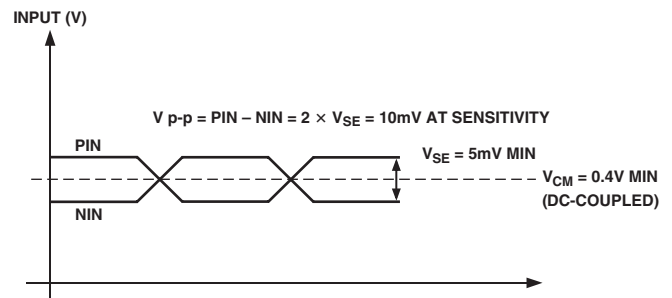 INPUT (V)
V p-p = PIN – NIN = 2 × VSE = 10mV AT SENSITIVITY
PIN
VSE = 5mV MIN
VCM = 0.4V MIN
(DC-COUPLED)
NIN